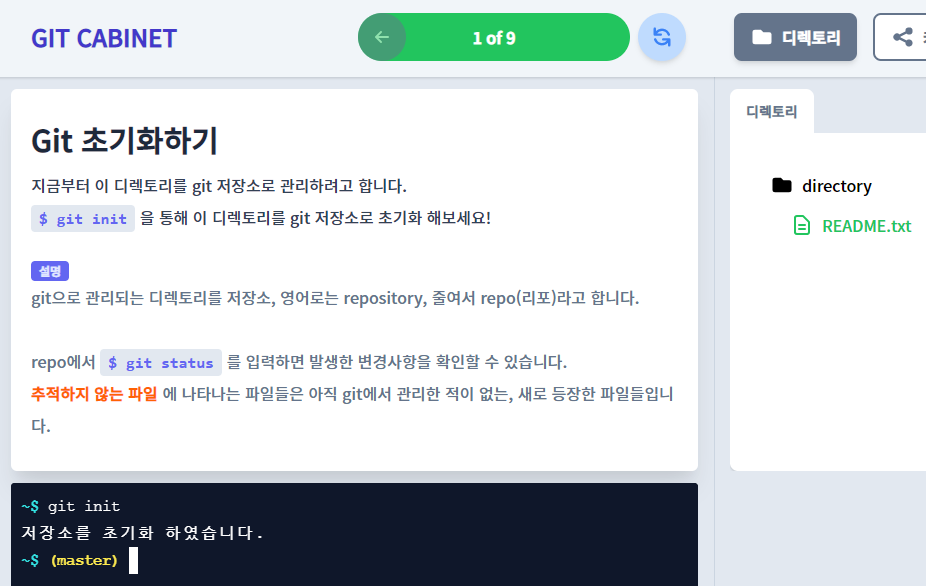 GIT CABINET
1 of 9
디렉토리
Git 초기화하기
지금부터 이 디렉토리를 git 저장소로 관리하려고 합니다.
$ git init 을 통해 이 디렉토리를 git 저장소로 초기화 해보세요!
설명
git으로 관리되는 디렉토리를 저장소, 영어로는 repository, 줄여서 repo(리포)라고 합니다.
repo에서 $ git status 를 입력하면 발생한 변경사항을 확인할 수 있습니다.
추적하지 않는 파일 에 나타나는 파일들은 아직 git에서 관리한 적이 없는, 새로 등장한 파일들입니
다.
~$ git init
저장소를 초기화 하였습니다.
~$ (master)
디렉토리
directory
README.txt